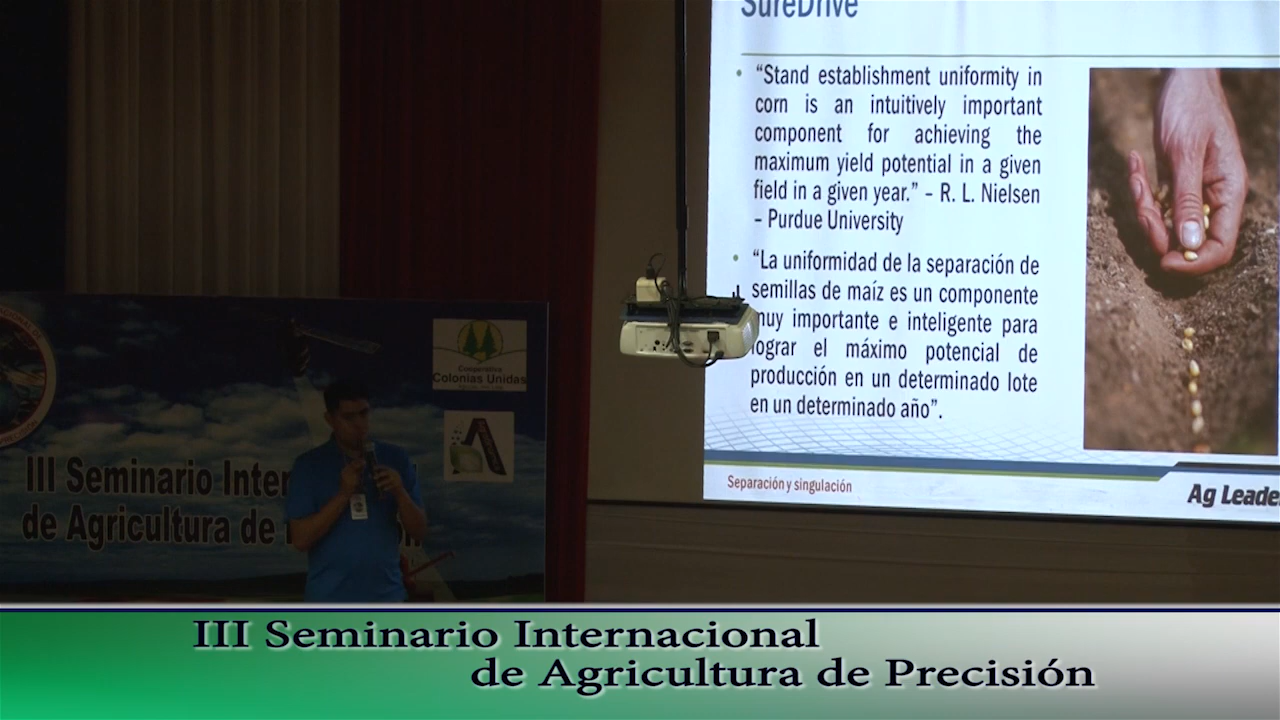 SureDrive
• “Stand establishment uniformity in
corn is an intuitively important
component for achieving the
maximum yield potential in a given
field in a given year.” – R. L. Nielsen
– Purdue University
• “La uniformidad de la separación de
semillas de maíz es un componente
muy importante e inteligente para
lograr el máximo potencial de
producción en un determinado lote
en un determinado año”.
Separación y singulación
Ag Leade
Cooperativa
Colonias Unidas
III Seminario Inter
de Agricultura de
III Seminario Internacional
de Agricultura de Precisión